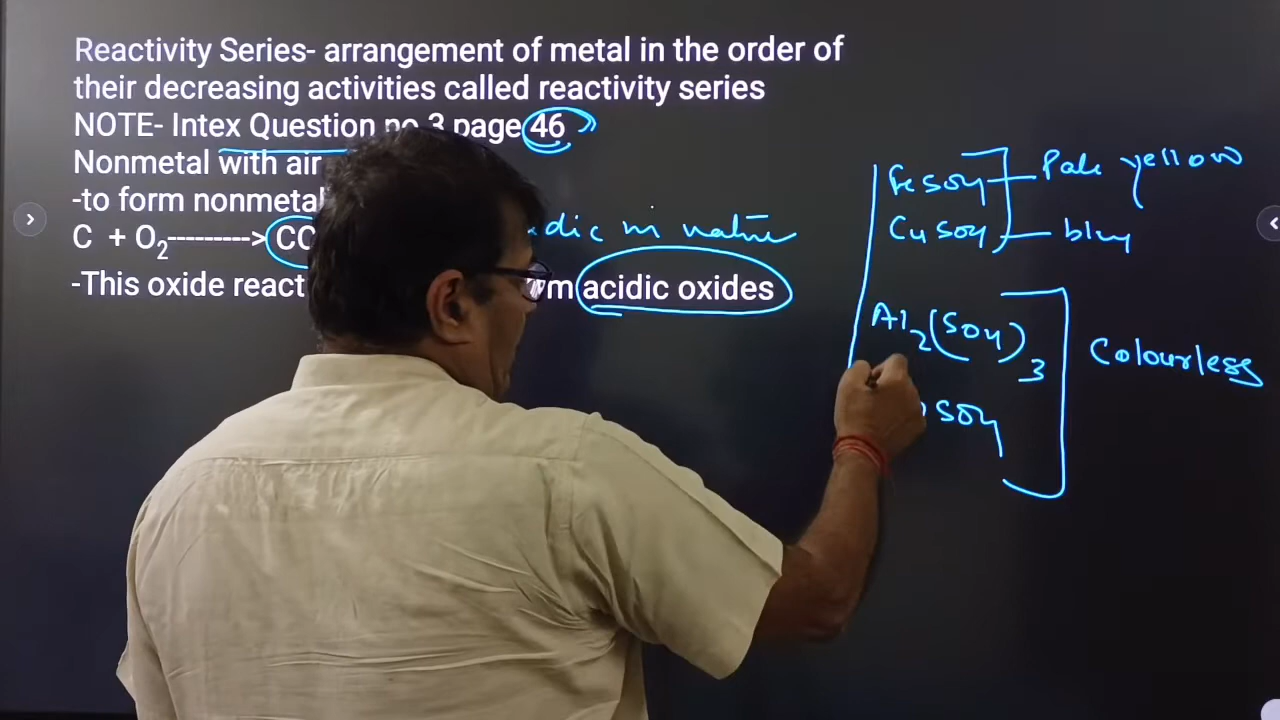 Reactivity Series- arrangement of metal in the order of
their decreasing activities called reactivity series
NOTE- Intex Question no 3 page 46
Nonmetal with air
-to form nonmetal
C + O₂---------> CO
dic in nature
-This oxide react m acidic oxides
FeSO4 - Pale yellow
CuSO4 - blue
Al₂(SO4)₃
SO4
Colourless